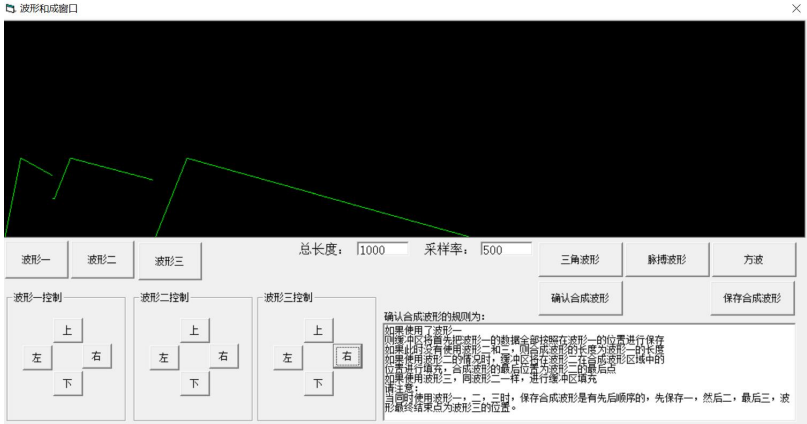 波形和成窗口
波形一
波形二
波形三
总长度： 1000
采样率： 500
三角波形
脉搏波形
方波
确认合成波形
保存合成波形
波形一控制
上
左
右
下
波形二控制
上
左
右
下
波形三控制
上
左
右
下
确认合成波形的规则为：
如果使用了波形一
则缓冲区将首先把波形一的数据全部按照在波形一的位置进行保存
如果此时没有使用波形二和三，则合成波形的长度为波形一的长度
如果使用波形二的情况时，缓冲区将在波形二在合成波形区域中的
位置进行填充，合成波形的最后位置为波形二的最后点
如果使用波形三，同波形二一样，进行缓冲区填充
请注意：
当同时使用波形一，二，三时，保存合成波形是有先后顺序的，先保存一，然后二，最后三，波
形最终结束点为波形三的位置。